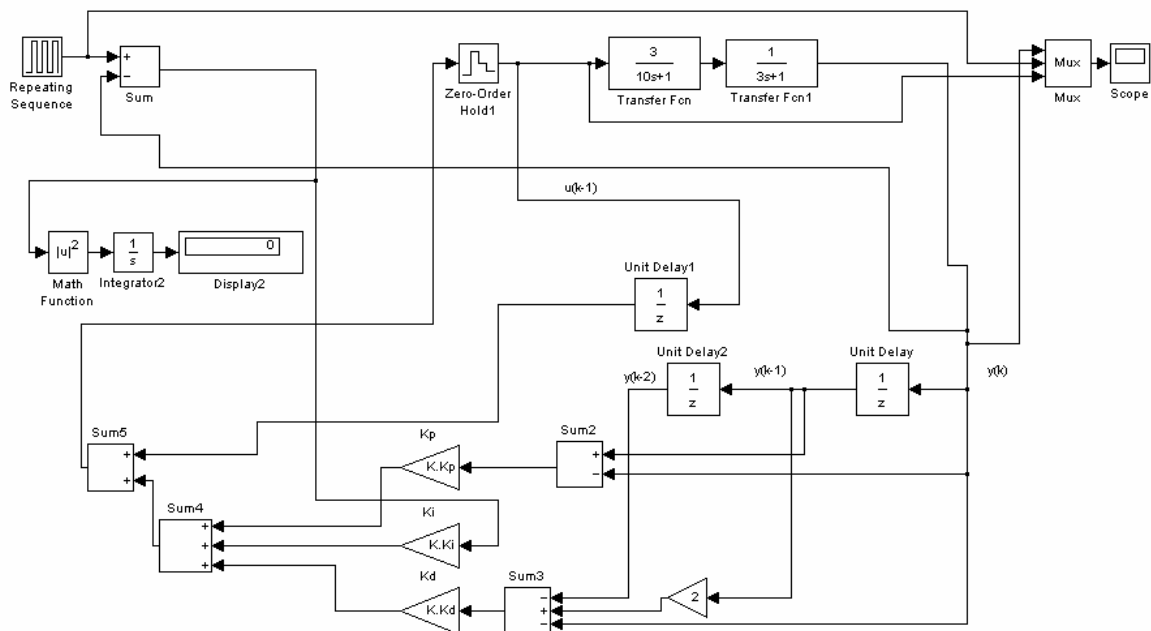 Repeating
Sequence
+
−
Sum
Zero-Order
Hold1
3
10s+1
Transfer Fcn
1
3s+1
Transfer Fcn1
Mux
Mux
Scope
u(k-1)
|u|²
Math
Function
1
s
Integrator2
0
Display2
Unit Delay1
1
z
Unit Delay2
1
z
y(k-2)
y(k-1)
Unit Delay
1
z
y(k)
Sum5
+
+
Kp
K.Kp
Sum2
+
−
Sum4
+
+
+
Ki
K.Ki
Kd
K.Kd
Sum3
−
+
−
2